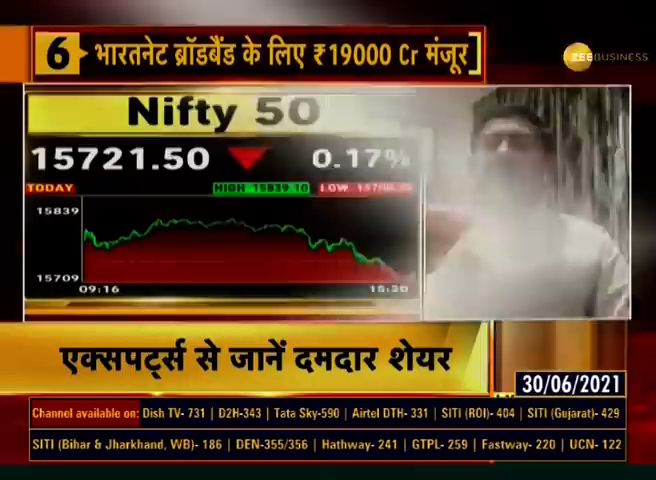 6 भारतनेट ब्रॉडबैंड के लिए ₹19000 Cr मंजूर
ZEEBUSINESS
Nifty 50
15721.50 0.17%
TODAY HIGH 15839.10 LOW
15839
15709
09:16 15:30
एक्सपर्ट्स से जानें दमदार शेयर
30/06/2021
Channel available on: Dish TV- 731 | D2H-343 | Tata Sky-590 | Airtel DTH- 331 | SITI (ROI)- 404 | SITI (Gujarat)- 429
SITI (Bihar & Jharkhand, WB)- 186 | DEN-355/356 | Hathway- 241 | GTPL- 259 | Fastway- 220 | UCN- 122